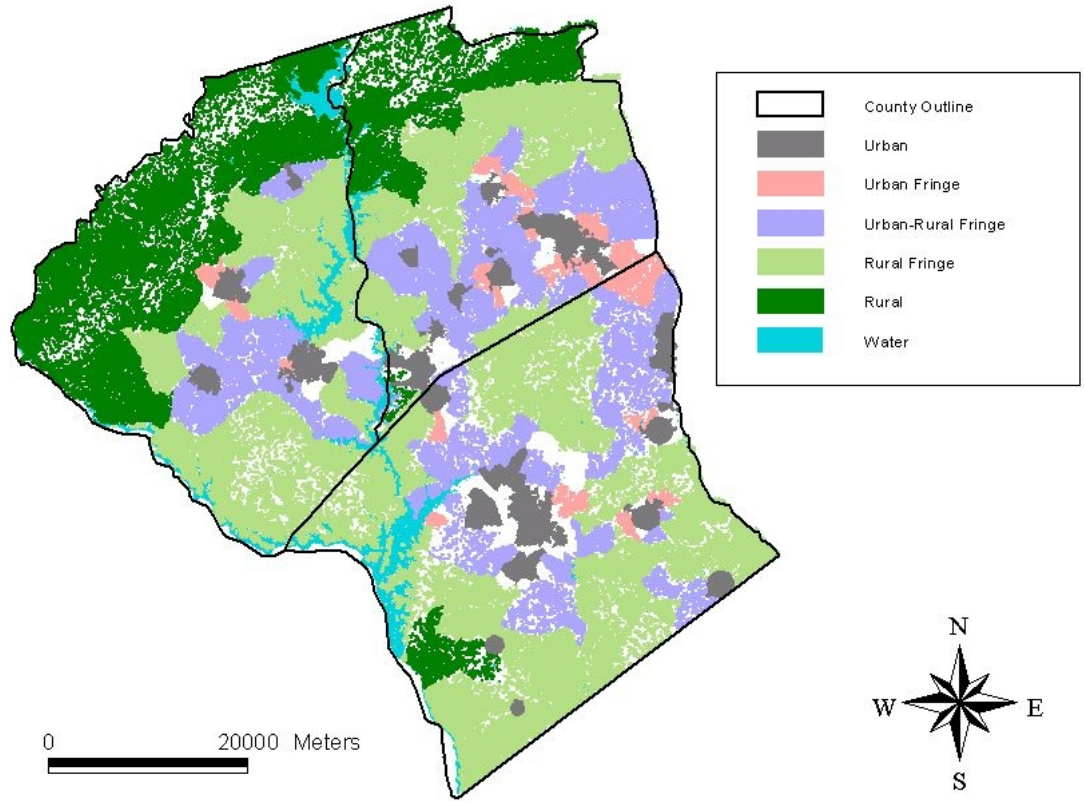 County Outline
Urban
Urban Fringe
Urban-Rural Fringe
Rural Fringe
Rural
Water
N
W E
S
0 20000 Meters